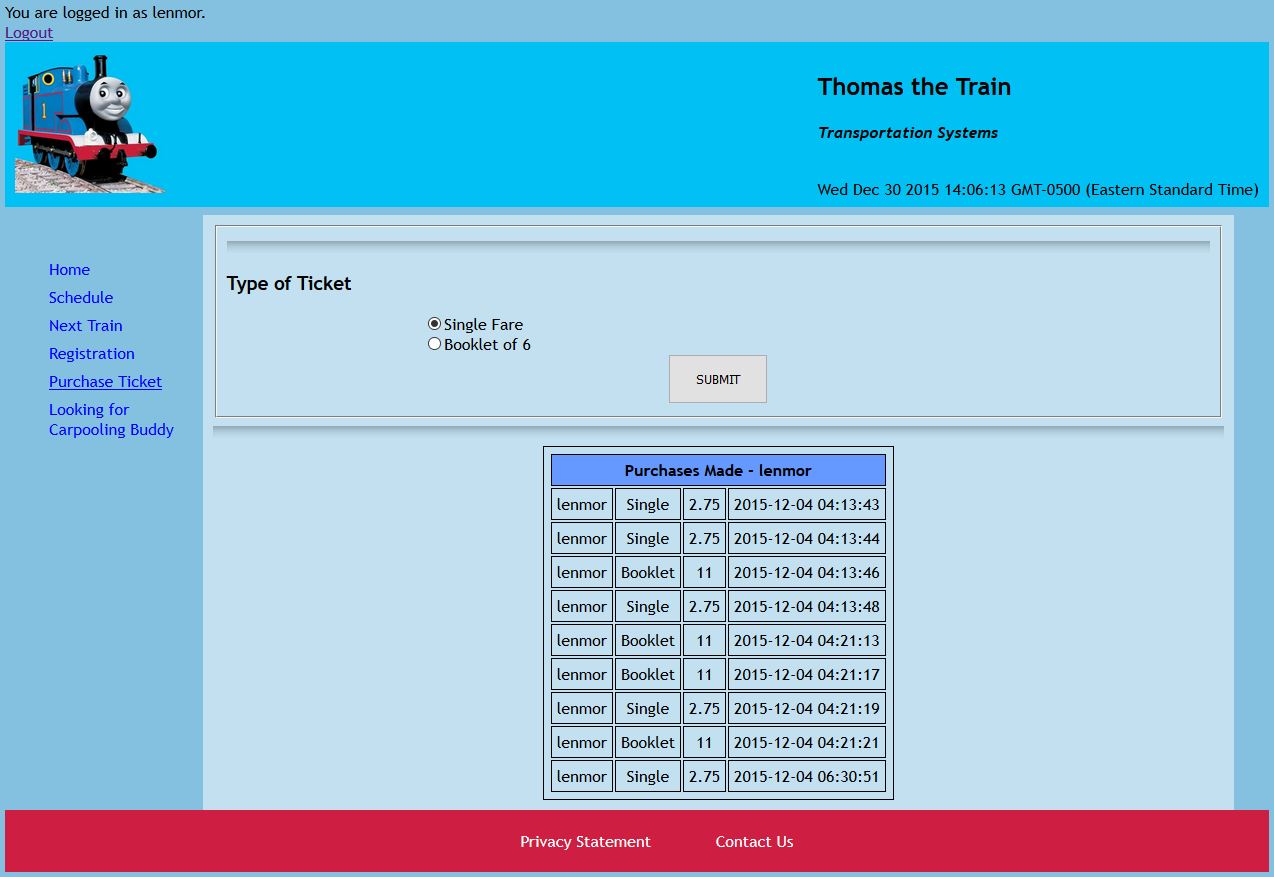 You are logged in as lenmor.
Logout
1
Thomas the Train
Transportation Systems
Wed Dec 30 2015 14:06:13 GMT-0500 (Eastern Standard Time)
Home
Schedule
Next Train
Registration
Purchase Ticket
Looking for
Carpooling Buddy
Type of Ticket
Single Fare
Booklet of 6
SUBMIT
Purchases Made - lenmor
lenmor Single 2.75 2015-12-04 04:13:43
lenmor Single 2.75 2015-12-04 04:13:44
lenmor Booklet 11 2015-12-04 04:13:46
lenmor Single 2.75 2015-12-04 04:13:48
lenmor Booklet 11 2015-12-04 04:21:13
lenmor Booklet 11 2015-12-04 04:21:17
lenmor Single 2.75 2015-12-04 04:21:19
lenmor Booklet 11 2015-12-04 04:21:21
lenmor Single 2.75 2015-12-04 06:30:51
Privacy Statement Contact Us